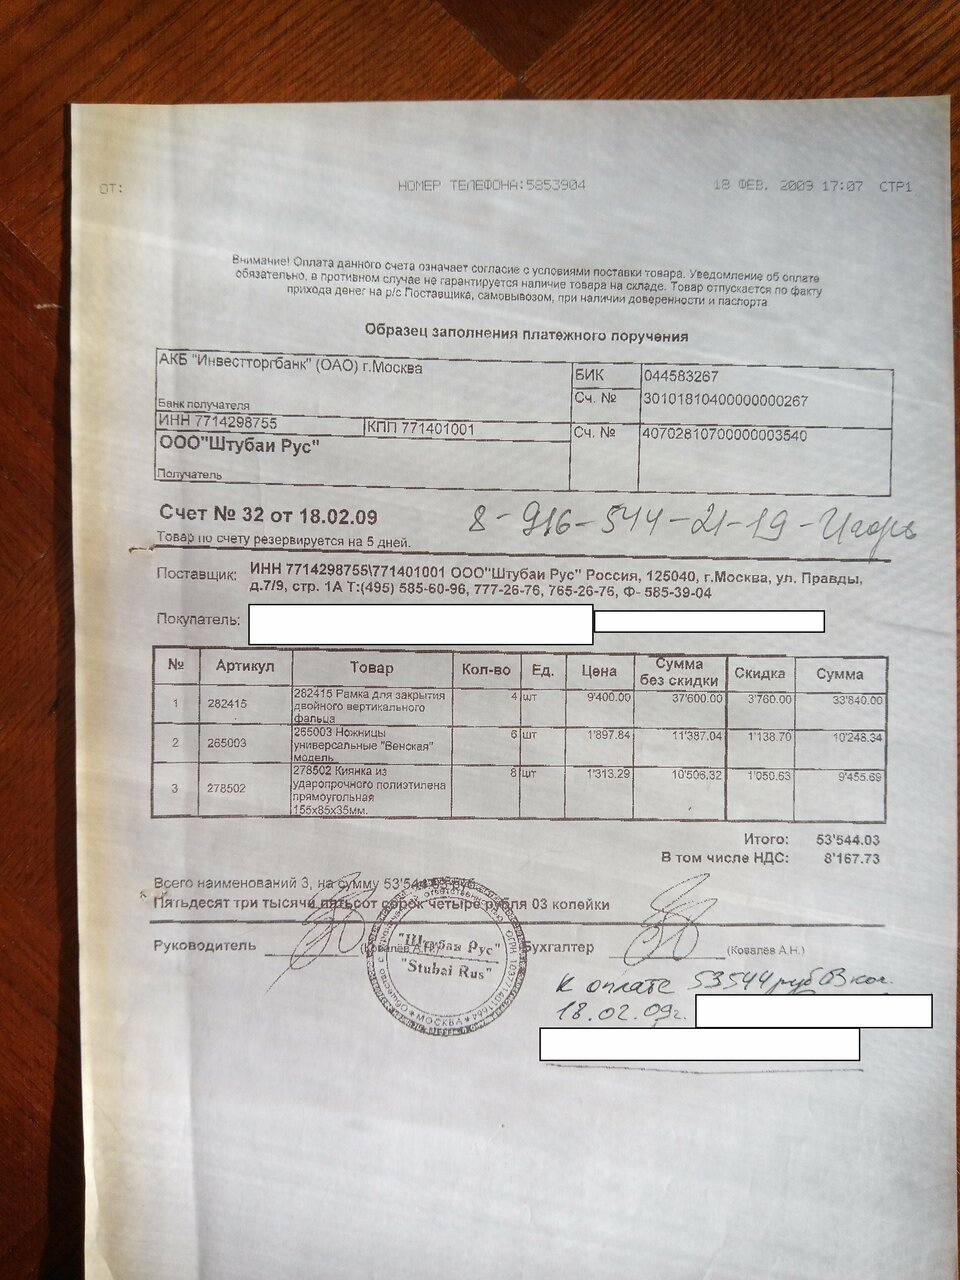 ОТ: НОМЕР ТЕЛЕФОНА:5853904 18 ФЕВ. 2009 17:07 СТР1
Внимание! Оплата данного счета означает согласие с условиями поставки товара. Уведомление об оплате
обязательно, в противном случае не гарантируется наличие товара на складе. Товар отпускается по факту
прихода денег на р/с Поставщика, самовывозом, при наличии доверенности и паспорта
Образец заполнения платежного поручения
АКБ "Инвестторгбанк" (ОАО) г.Москва БИК 044583267
Сч. № 30101810400000000267
Банк получателя
ИНН 7714298755 КПП 771401001 Сч. № 40702810700000003540
ООО"Штубаи Рус"
Получатель
Счет № 32 от 18.02.09 8-916-544-21-19-Игорь
Товар по счету резервируется на 5 дней.
Поставщик: ИНН 7714298755\771401001 ООО"Штубаи Рус" Россия, 125040, г.Москва, ул. Правды,
д.7/9, стр. 1А Т:(495) 585-60-96, 777-26-76, 765-26-76, Ф- 585-39-04
Покупатель:
№ Артикул Товар Кол-во Ед. Цена Сумма без скидки Скидка Сумма
1 282415 282415 Рамка для закрытия 4 шт 9'400.00 37'600.00 3'760.00 33'840.00
двойного вертикального
фальца
2 265003 265003 Ножницы 6 шт 1'897.84 11'387.04 1'138.70 10'248.34
универсальные "Венская"
модель
3 278502 278502 Киянка из 8 шт 1'313.29 10'506.32 1'050.63 9'455.69
ударопрочного полиэтилена
прямоугольная
155х85х35мм.
Итого: 53'544.03
В том числе НДС: 8'167.73
Всего наименований 3, на сумму 53'544.03 руб.
Пятьдесят три тысячи пятьсот сорок четыре рубля 03 копейки
Руководитель (Ковалев А.Н.) Бухгалтер (Ковалев А.Н.)
"Штубаи Рус"
"Stubai Rus"
МОСКВА
К оплате 53544 руб 03 коп.
18.02.09г.